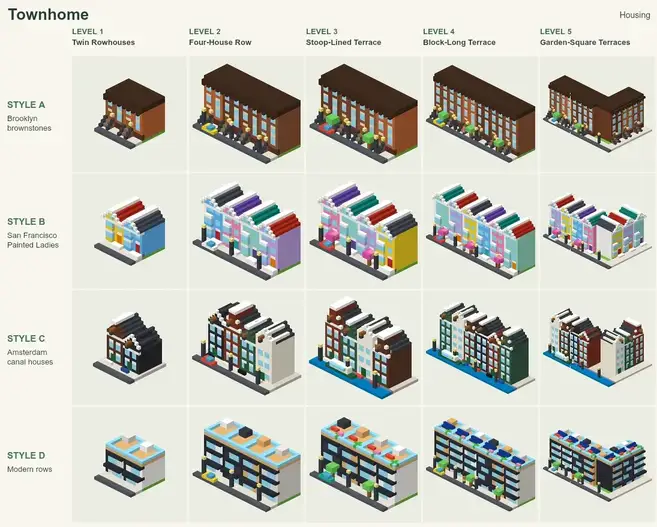 Townhome
Housing
LEVEL 1
Twin Rowhouses
LEVEL 2
Four-House Row
LEVEL 3
Stoop-Lined Terrace
LEVEL 4
Block-Long Terrace
LEVEL 5
Garden-Square Terraces
STYLE A
Brooklyn
brownstones
STYLE B
San Francisco
Painted Ladies
STYLE C
Amsterdam
canal houses
STYLE D
Modern rows